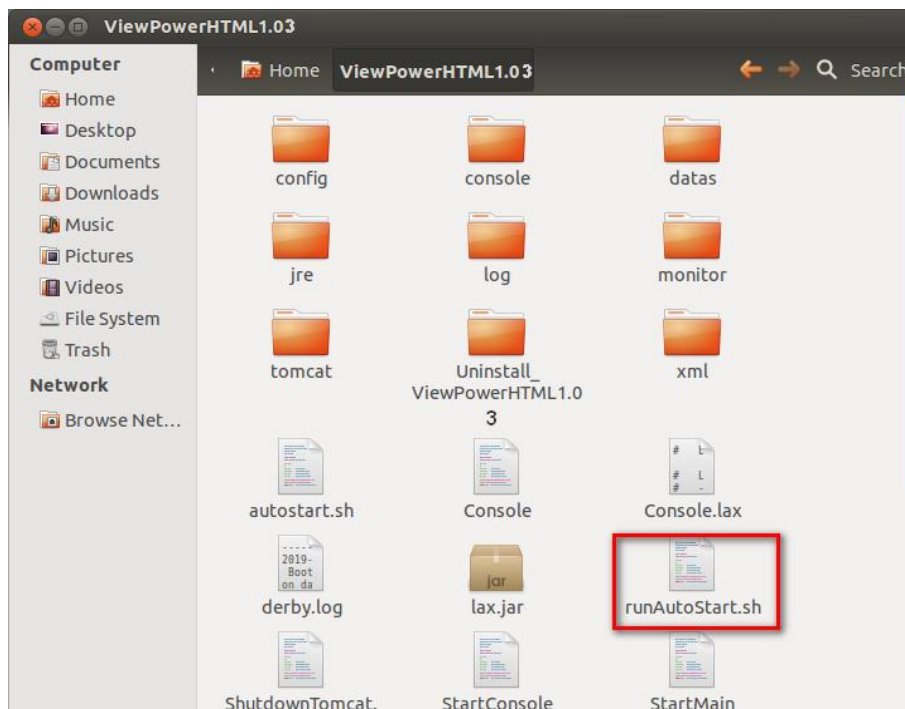 ViewPowerHTML1.03
Computer
Home
Desktop
Documents
Downloads
Music
Pictures
Videos
File System
Trash
Network
Browse Net...
Home ViewPowerHTML1.03 Search
config console datas
jre log monitor
tomcat Uninstall_ xml
ViewPowerHTML1.0
3
# L
# L
# -
autostart.sh Console Console.lax
2019-
Boot
on da
jar
derby.log lax.jar runAutoStart.sh
ShutdownTomcat. StartConsole StartMain